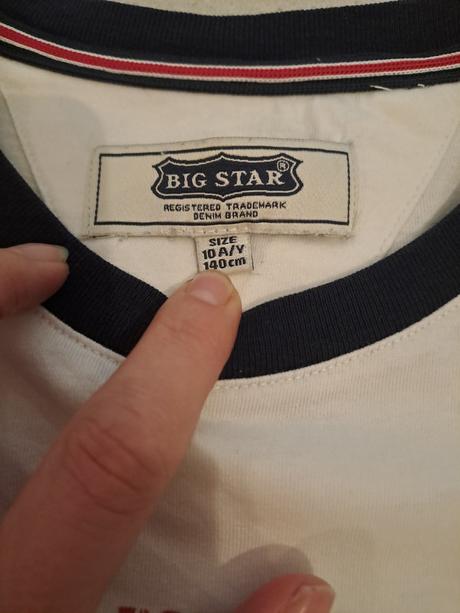 BIG STAR ®
REGISTERED TRADEMARK
DENIM BRAND
SIZE
10 A/Y
140cm